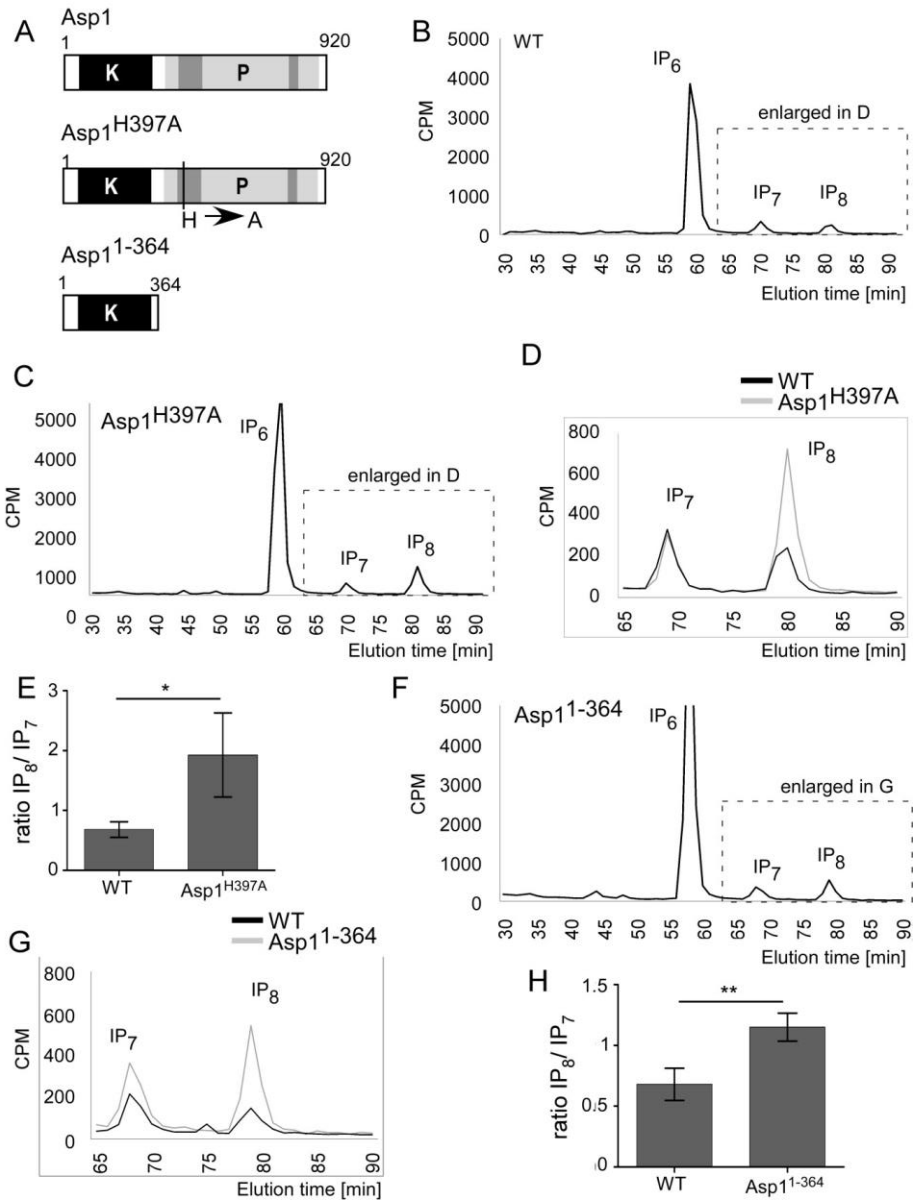 A
Asp1
1 920
K P
Asp1H397A
1 920
K P
H A
Asp11-364
1 364
K
B
WT
5000
4000
3000
2000
1000
0
CPM
IP6
enlarged in D
IP7 IP8
30 35 40 45 50 55 60 65 70 75 80 85 90
Elution time [min]
C
Asp1H397A
5000
4000
3000
2000
1000
0
CPM
IP6
enlarged in D
IP7 IP8
30 35 40 45 50 55 60 65 70 75 80 85 90
Elution time [min]
D
WT
Asp1H397A
800
600
400
200
0
CPM
IP7 IP8
65 70 75 80 85 90
Elution time [min]
E
*
3
2
1
0
ratio IP8/ IP7
WT Asp1H397A
F
Asp11-364
5000
4000
3000
2000
1000
0
CPM
IP6
enlarged in G
IP7 IP8
30 35 40 45 50 55 60 65 70 75 80 85 90
Elution time [min]
G
WT
Asp11-364
800
600
400
200
0
CPM
IP7 IP8
65 70 75 80 85 90
Elution time [min]
H
**
1.5
1
0.5
0
ratio IP8/ IP7
WT Asp11-364